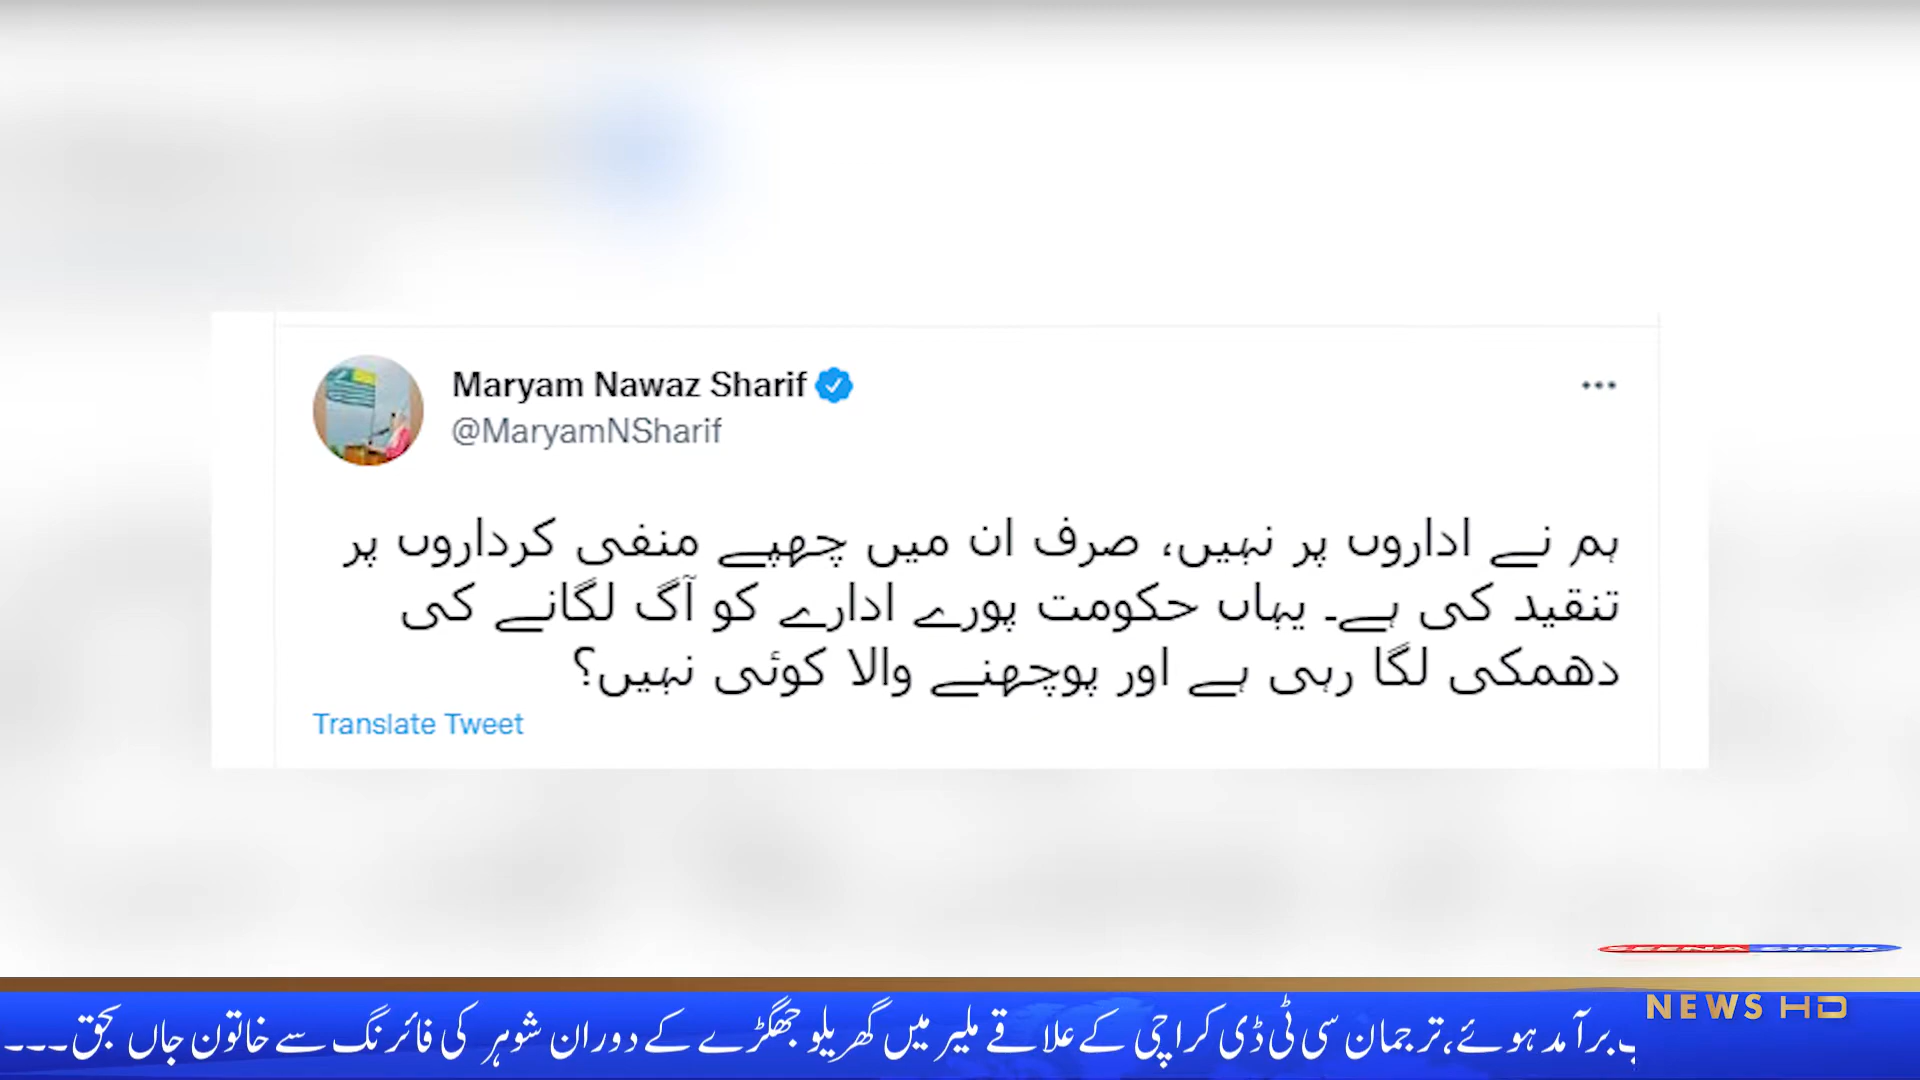 Maryam Nawaz Sharif
@MaryamNSharif
ہم نے اداروں پر نہیں، صرف ان میں چھپے منفی کرداروں پر
تنقید کی ہے۔ یہاں حکومت پورے ادارے کو آگ لگانے کی
دھمکی لگا رہی ہے اور پوچھنے والا کوئی نہیں؟
Translate Tweet
NEWS HD
برآمد ہوئے،ترجمان سی ٹی ڈی کراچی کے علاقے ملیر میں گھریلو جھگڑے کے دوران شوہر کی فائرنگ سے خاتون جاں بحق۔۔۔